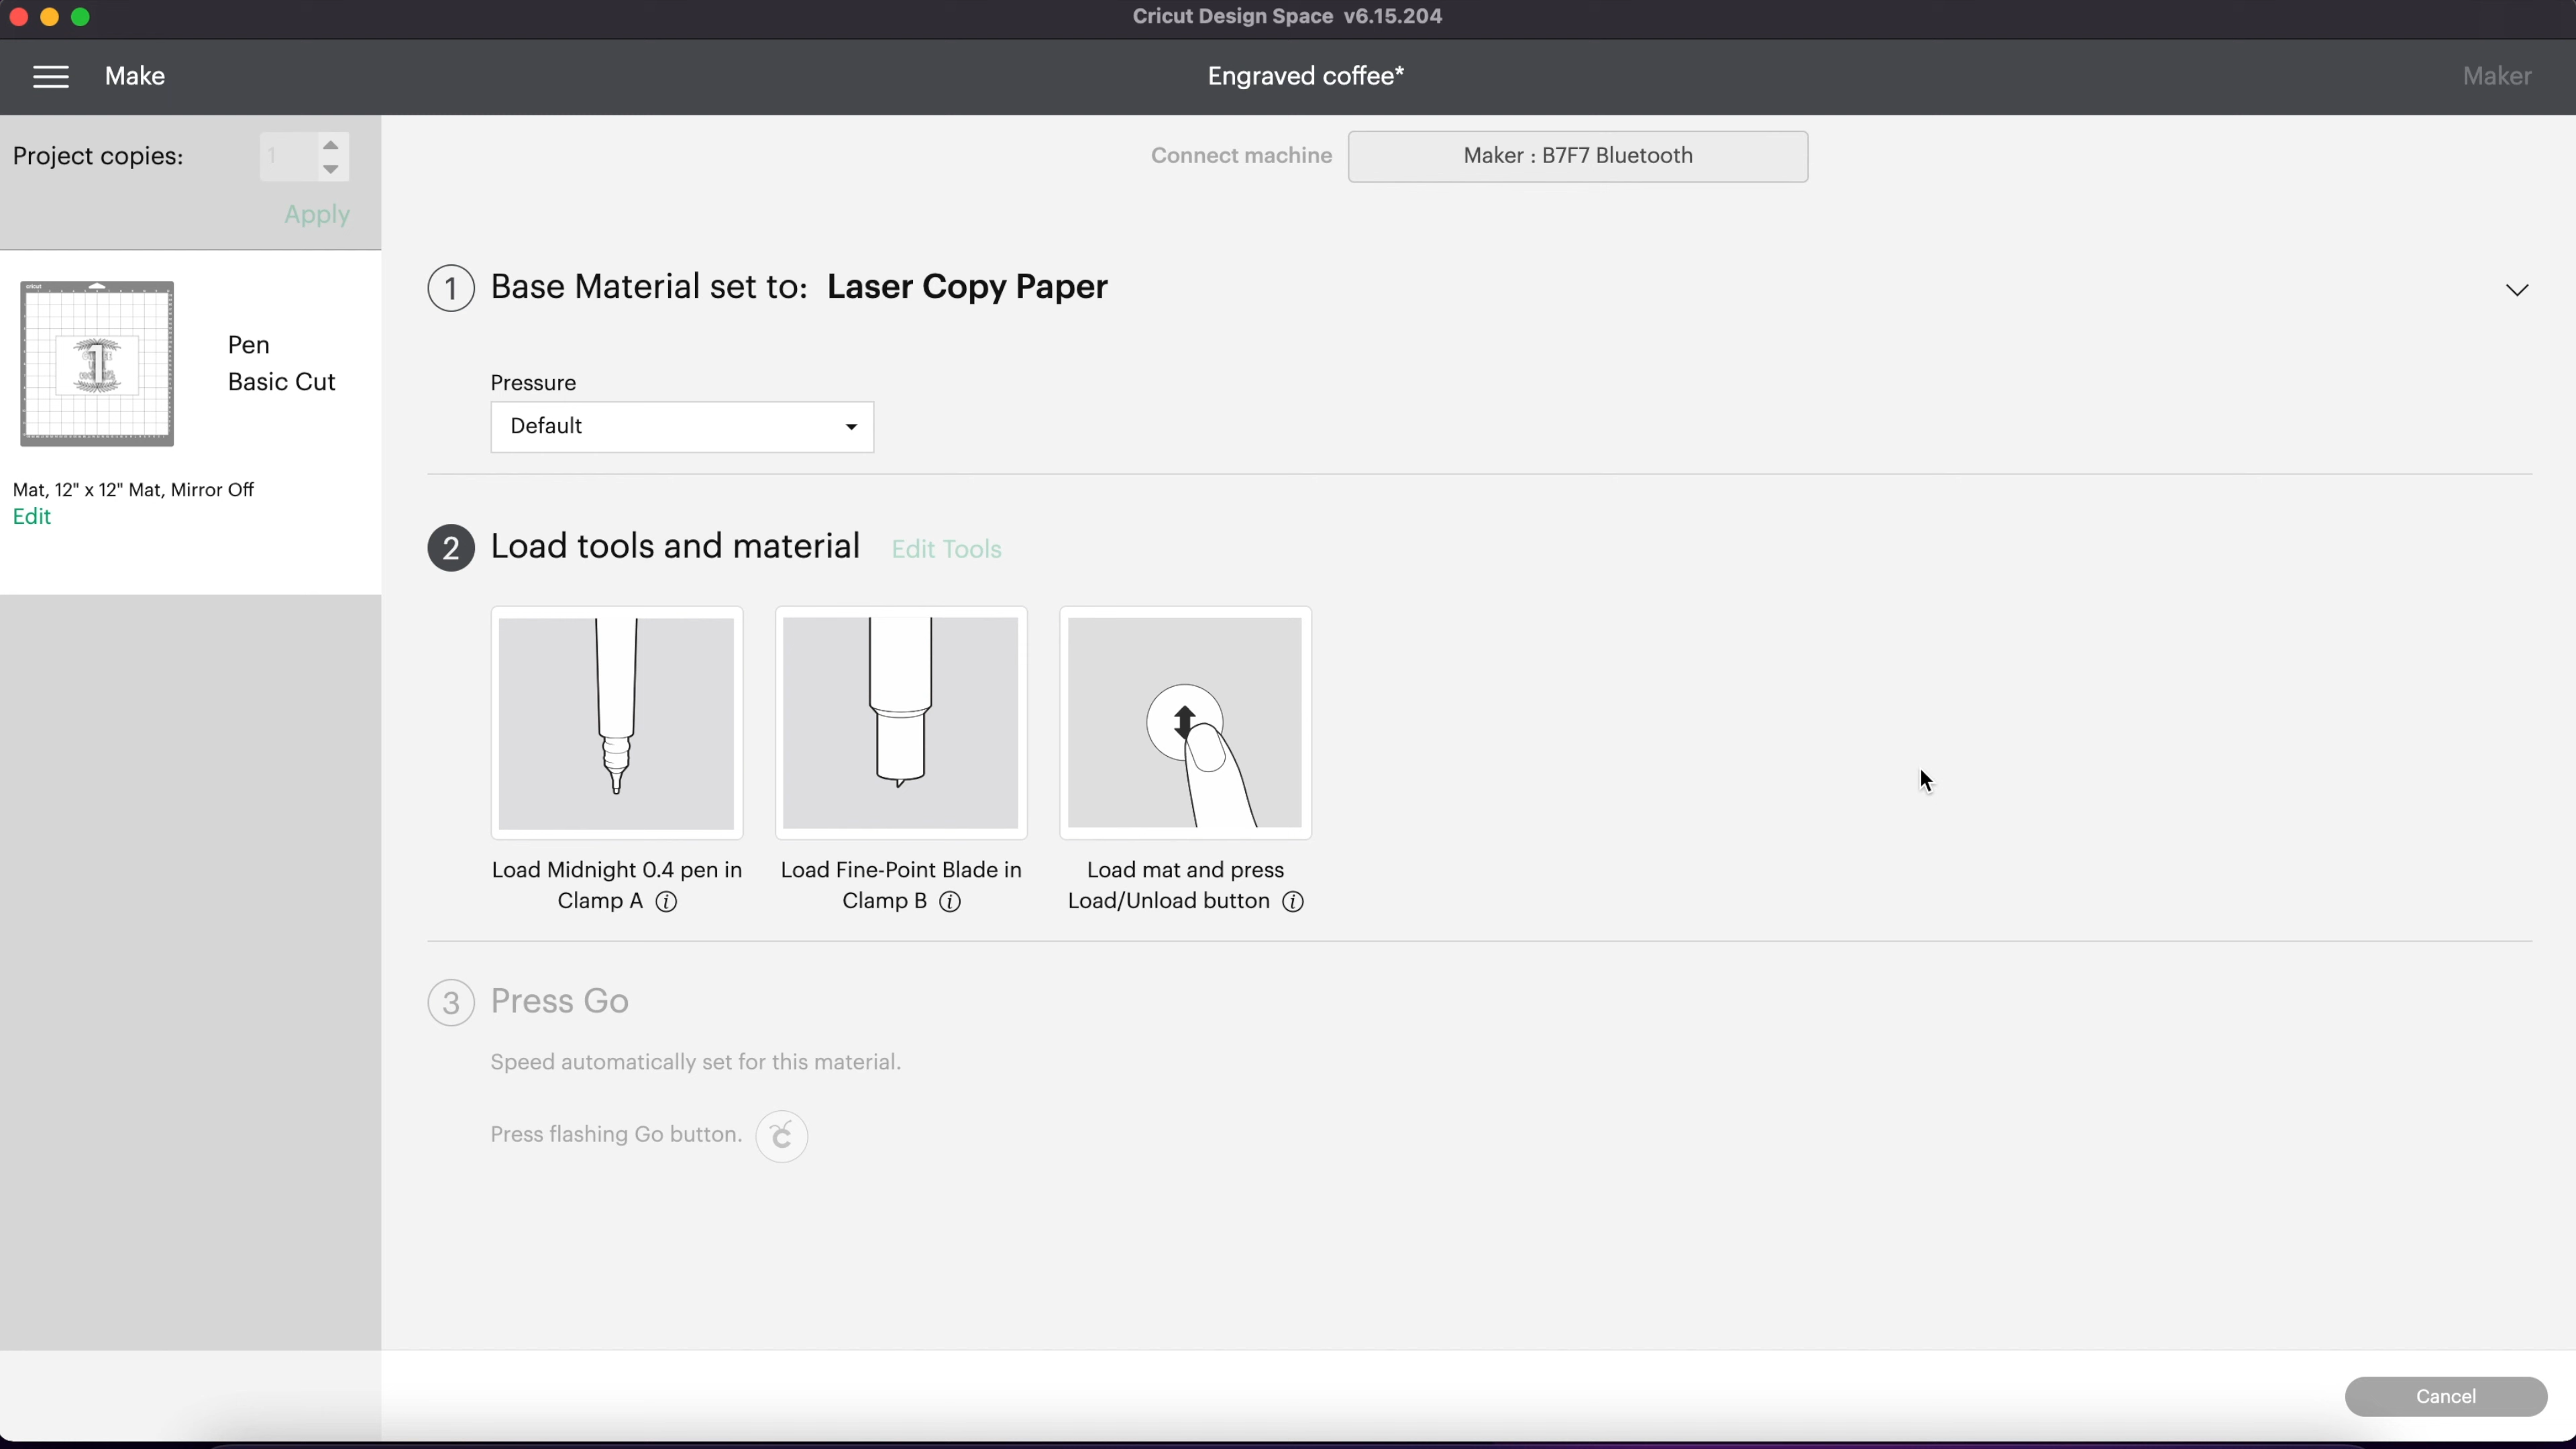 Cricut Design Space v6.15.204
Make
Engraved coffee*
Maker
Project copies:
1
Apply
Connect machine
Maker : B7F7 Bluetooth
Pen
Basic Cut
Mat, 12" x 12" Mat, Mirror Off
Edit
1 Base Material set to: Laser Copy Paper
Pressure
Default
2 Load tools and material Edit Tools
Load Midnight 0.4 pen in
Clamp A
Load Fine-Point Blade in
Clamp B
Load mat and press
Load/Unload button
3 Press Go
Speed automatically set for this material.
Press flashing Go button.
Cancel